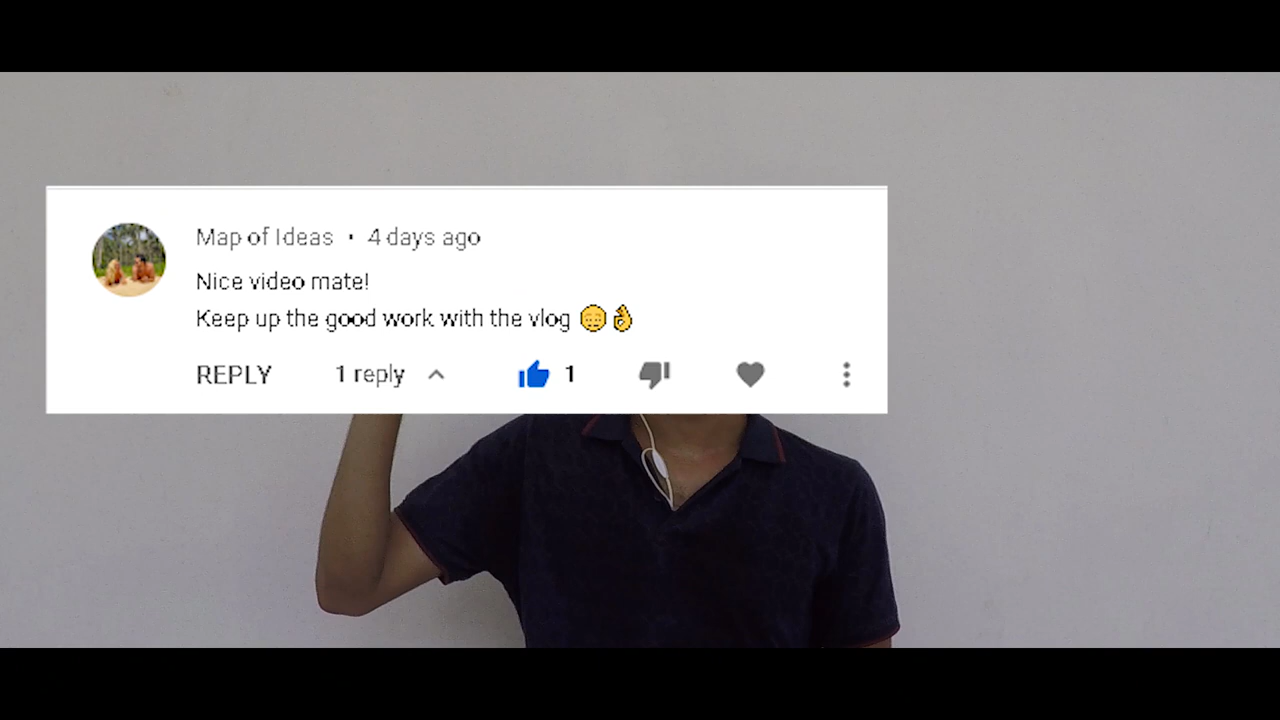 Map of Ideas · 4 days ago
Nice video mate!
Keep up the good work with the vlog 😊👌
REPLY 1 reply 1